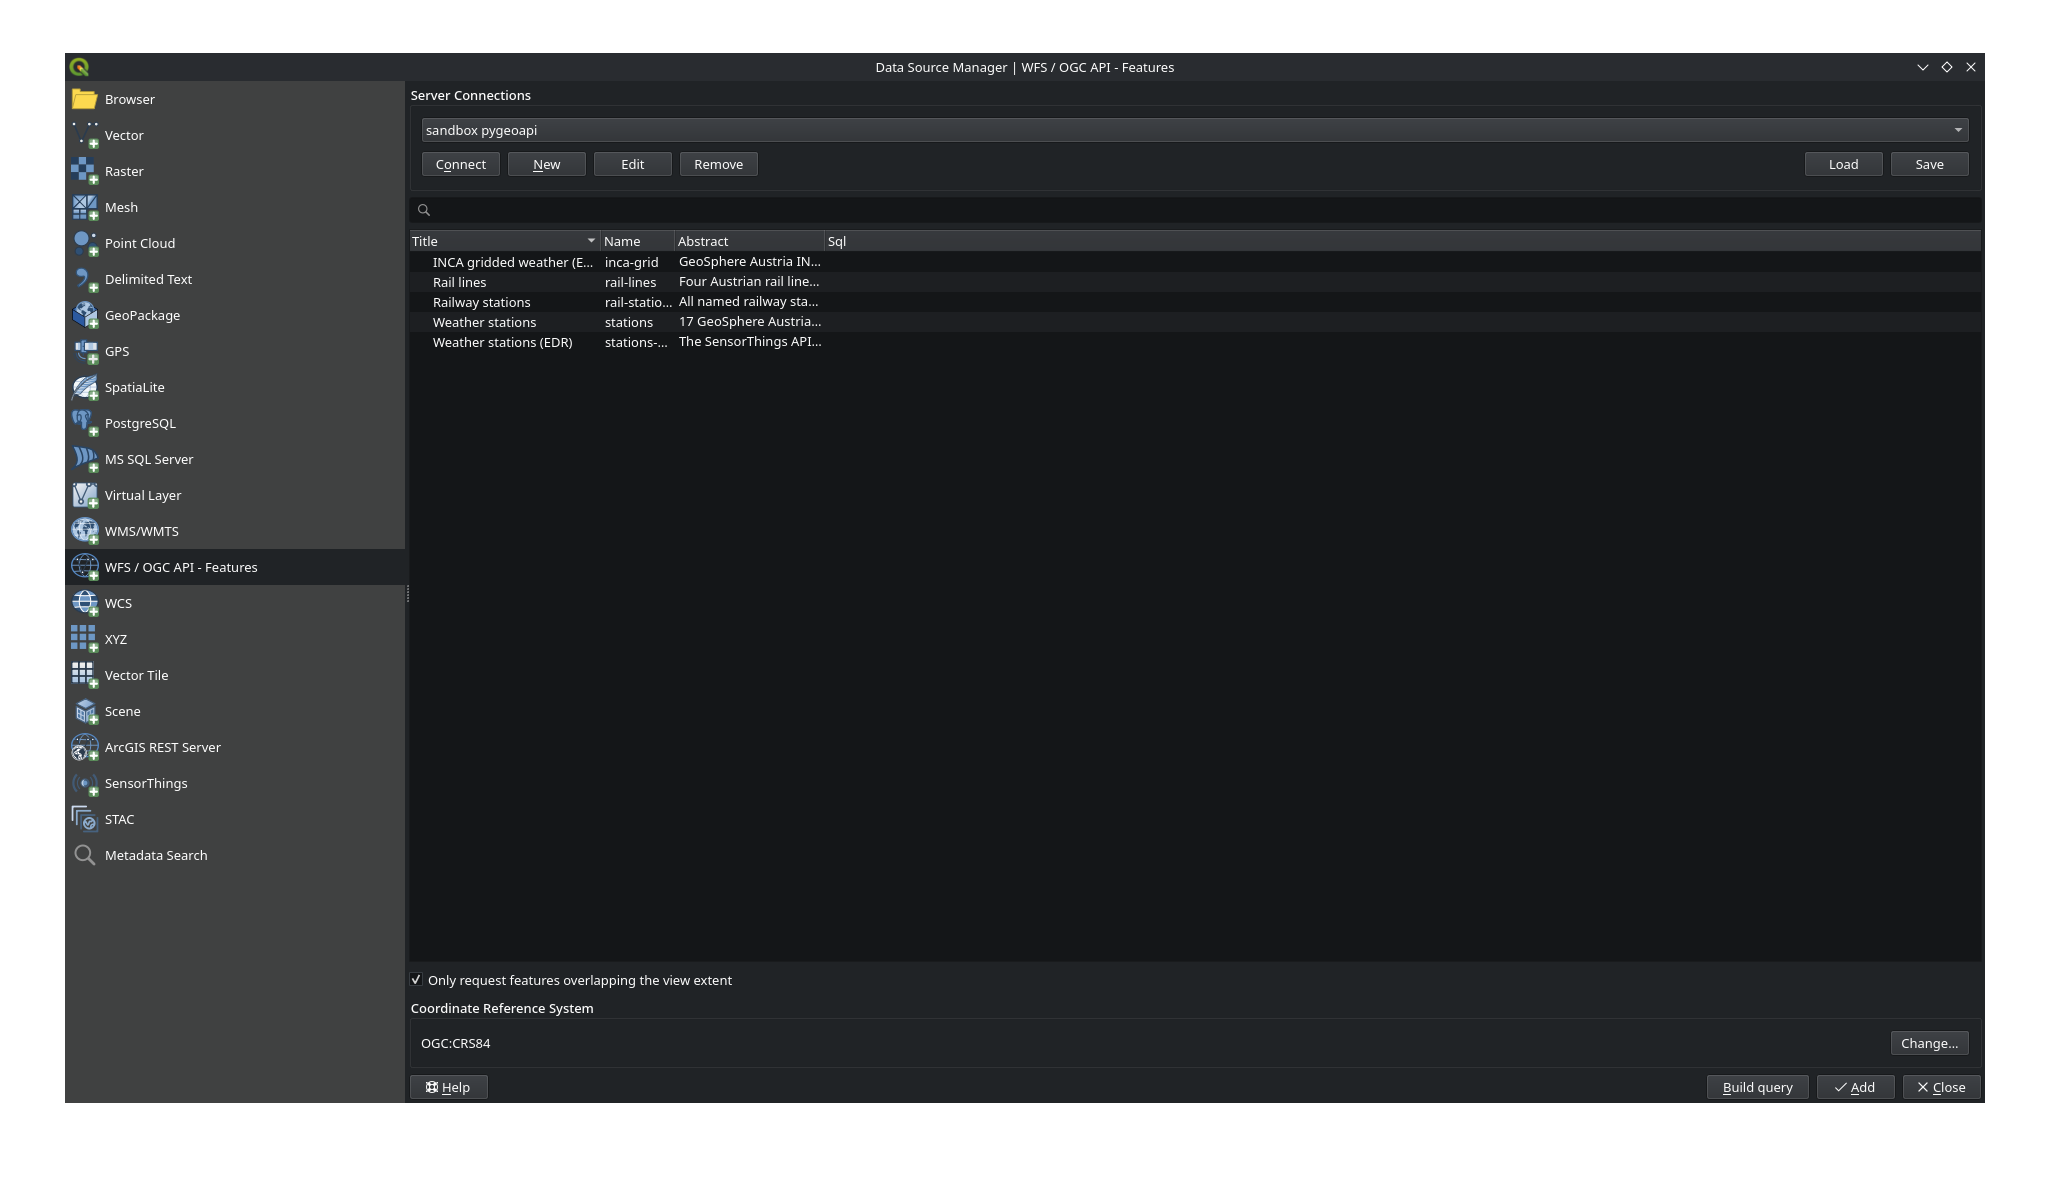 Data Source Manager | WFS / OGC API - Features
Browser
Vector
Raster
Mesh
Point Cloud
Delimited Text
GeoPackage
GPS
SpatiaLite
PostgreSQL
MS SQL Server
Virtual Layer
WMS/WMTS
WFS / OGC API - Features
WCS
XYZ
Vector Tile
Scene
ArcGIS REST Server
SensorThings
STAC
Metadata Search
Server Connections
sandbox pygeoapi
Connect New Edit Remove Load Save
Title Name Abstract Sql
INCA gridded weather (E... inca-grid GeoSphere Austria IN...
Rail lines rail-lines Four Austrian rail line...
Railway stations rail-statio... All named railway sta...
Weather stations stations 17 GeoSphere Austria...
Weather stations (EDR) stations-... The SensorThings API...
Only request features overlapping the view extent
Coordinate Reference System
OGC:CRS84 Change...
Help Build query Add Close